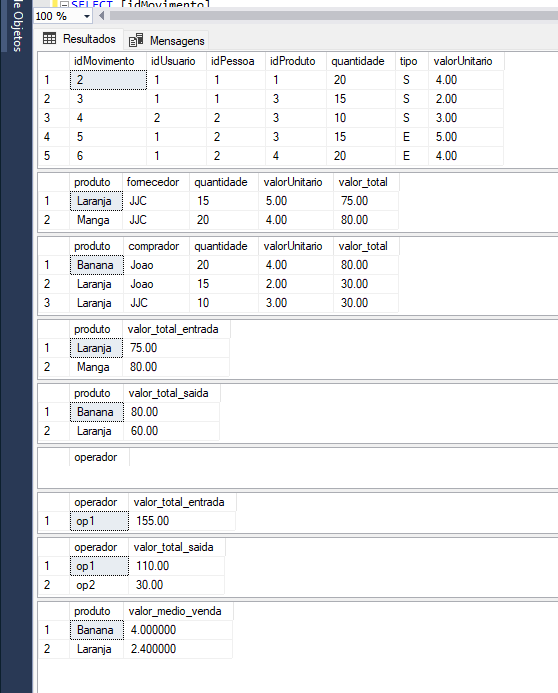 SELECT [idMovimento]
de Objetos
100 %
Resultados Mensagens
idMovimento idUsuario idPessoa idProduto quantidade tipo valorUnitario
1 2 1 1 1 20 S 4.00
2 3 1 1 3 15 S 2.00
3 4 2 2 3 10 S 3.00
4 5 1 2 3 15 E 5.00
5 6 1 2 4 20 E 4.00
produto fornecedor quantidade valorUnitario valor_total
1 Laranja JJC 15 5.00 75.00
2 Manga JJC 20 4.00 80.00
produto comprador quantidade valorUnitario valor_total
1 Banana Joao 20 4.00 80.00
2 Laranja Joao 15 2.00 30.00
3 Laranja JJC 10 3.00 30.00
produto valor_total_entrada
1 Laranja 75.00
2 Manga 80.00
produto valor_total_saida
1 Banana 80.00
2 Laranja 60.00
operador
operador valor_total_entrada
1 op1 155.00
operador valor_total_saida
1 op1 110.00
2 op2 30.00
produto valor_medio_venda
1 Banana 4.000000
2 Laranja 2.400000